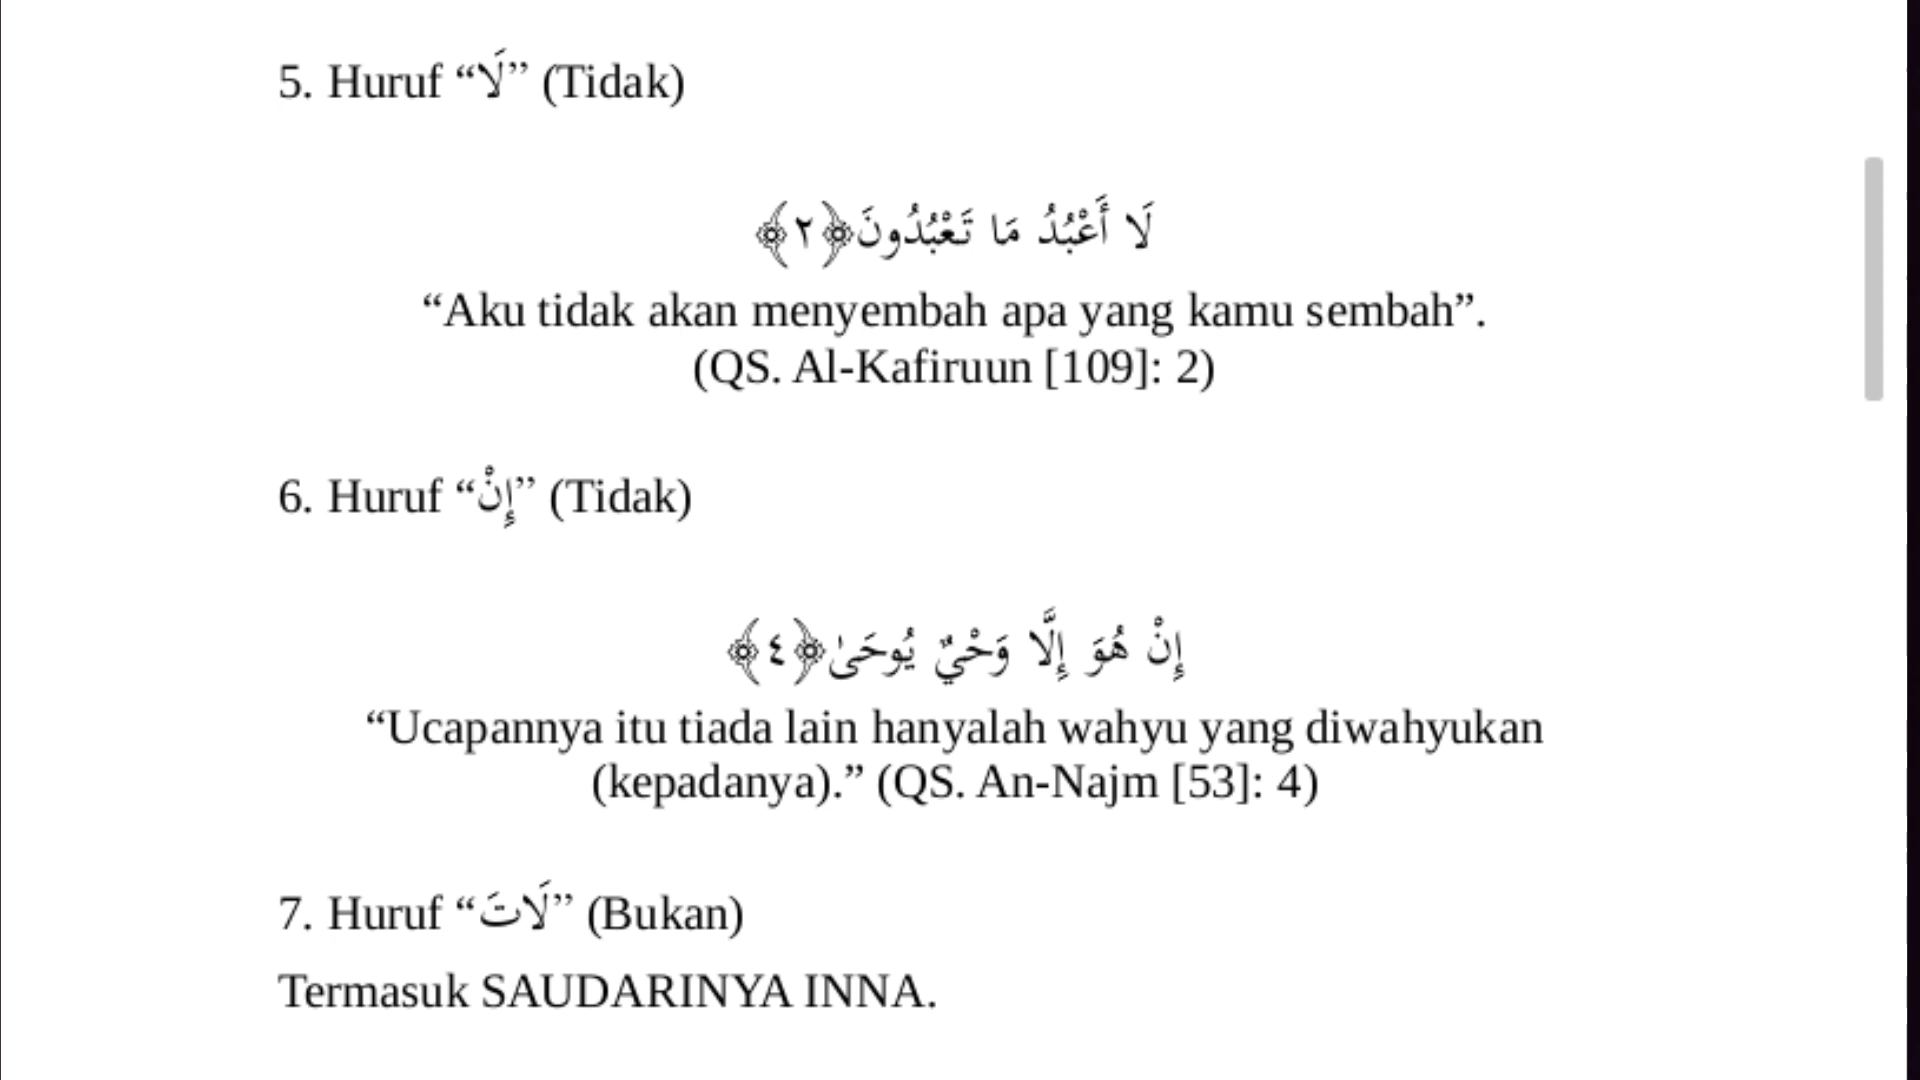 5. Huruf “لَا” (Tidak)
لَا أَعْبُدُ مَا تَعْبُدُونَ﴿٢﴾
“Aku tidak akan menyembah apa yang kamu sembah”.
(QS. Al-Kafiruun [109]: 2)
6. Huruf “إِنْ” (Tidak)
إِنْ هُوَ إِلَّا وَحْيٌ يُوحَىٰ﴿٤﴾
“Ucapannya itu tiada lain hanyalah wahyu yang diwahyukan
(kepadanya).” (QS. An-Najm [53]: 4)
7. Huruf “لَاتَ” (Bukan)
Termasuk SAUDARINYA INNA.